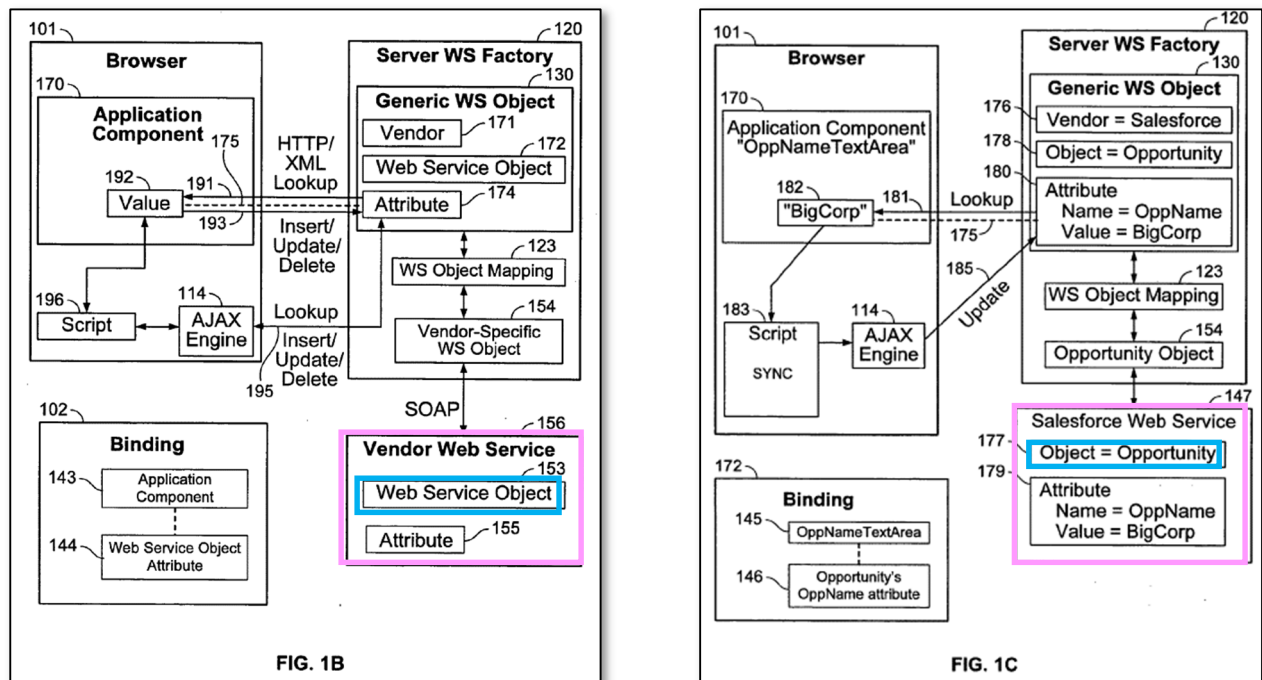 101
Browser
170
Application
Component
192
Value
196
Script
114
AJAX
Engine
175
HTTP/
XML
Lookup
191
193
Insert/
Update/
Delete
Lookup
Insert/
Update/
Delete
195
120
Server WS Factory
130
Generic WS Object
Vendor
171
172
Web Service Object
174
Attribute
123
WS Object Mapping
154
Vendor-Specific
WS Object
SOAP
156
Vendor Web Service
153
Web Service Object
Attribute
155
102
Binding
143
Application
Component
144
Web Service Object
Attribute
FIG. 1B
101
Browser
170
Application Component
"OppNameTextArea"
182
"BigCorp"
183
Script
SYNC
114
AJAX
Engine
181
Lookup
175
185
Update
120
Server WS Factory
130
Generic WS Object
176
Vendor = Salesforce
178
Object = Opportunity
180
Attribute
Name = OppName
Value = BigCorp
123
WS Object Mapping
154
Opportunity Object
147
Salesforce Web Service
177
Object = Opportunity
179
Attribute
Name = OppName
Value = BigCorp
172
Binding
145
OppNameTextArea
146
Opportunity's
OppName attribute
FIG. 1C